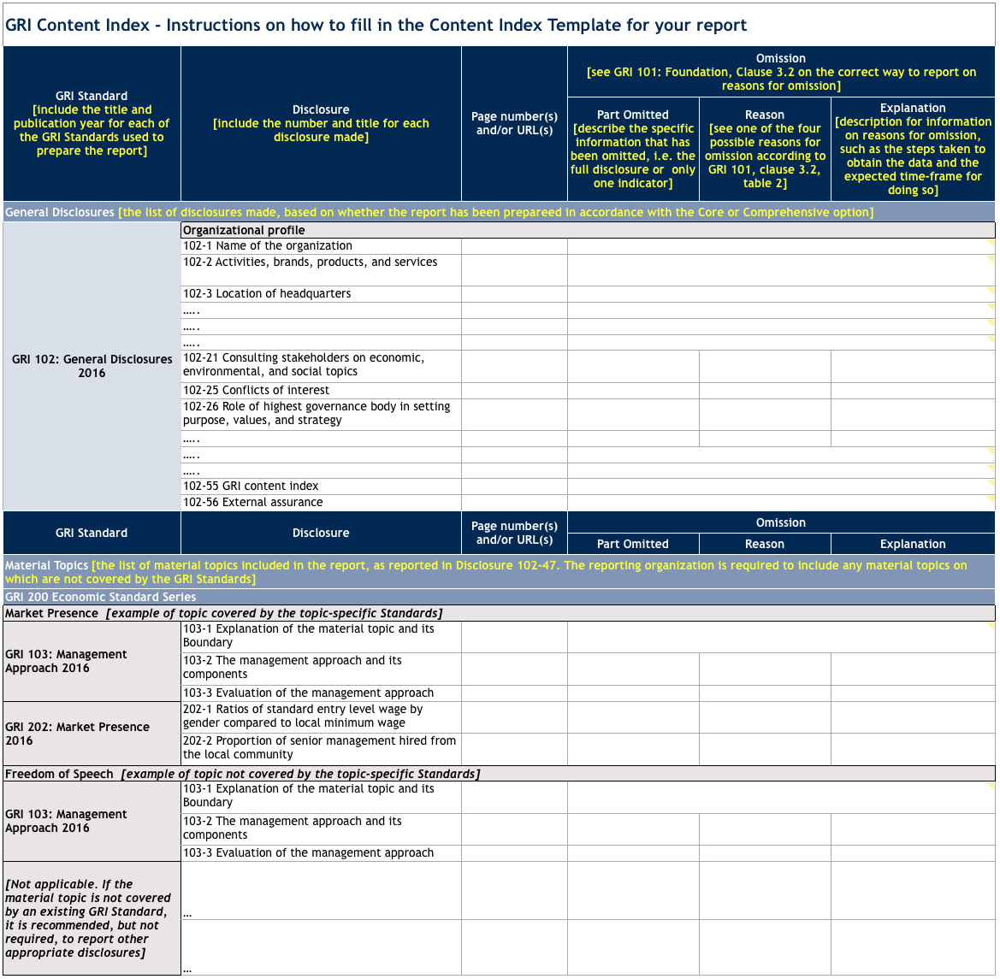 GRI Content Index - Instructions on how to fill in the Content Index Template for your report
GRI Standard
[include the title and
publication year for each of
the GRI Standards used to
prepare the report]
Disclosure
[include the number and title for each
disclosure made]
Page number(s)
and/or URL(s)
Omission
[see GRI 101: Foundation, Clause 3.2 on the correct way to report on
reasons for omission]
Part Omitted
[describe the specific
information that has
been omitted, i.e. the
full disclosure or only
one indicator]
Reason
[see one of the four
possible reasons for
omission according to
GRI 101, clause 3.2,
table 2]
Explanation
[description for information
on reasons for omission,
such as the steps taken to
obtain the data and the
expected time-frame for
doing so]
General Disclosures [the list of disclosures made, based on whether the report has been prepareed in accordance with the Core or Comprehensive option]
GRI 102: General Disclosures
2016
Organizational profile
102-1 Name of the organization
102-2 Activities, brands, products, and services
102-3 Location of headquarters
…..
…..
…..
102-21 Consulting stakeholders on economic,
environmental, and social topics
102-25 Conflicts of interest
102-26 Role of highest governance body in setting
purpose, values, and strategy
…..
…..
…..
102-55 GRI content index
102-56 External assurance
GRI Standard
Disclosure
Page number(s)
and/or URL(s)
Omission
Part Omitted
Reason
Explanation
Material Topics [the list of material topics included in the report, as reported in Disclosure 102-47. The reporting organization is required to include any material topics on
which are not covered by the GRI Standards]
GRI 200 Economic Standard Series
Market Presence [example of topic covered by the topic-specific Standards]
GRI 103: Management
Approach 2016
103-1 Explanation of the material topic and its
Boundary
103-2 The management approach and its
components
103-3 Evaluation of the management approach
GRI 202: Market Presence
2016
202-1 Ratios of standard entry level wage by
gender compared to local minimum wage
202-2 Proportion of senior management hired from
the local community
Freedom of Speech [example of topic not covered by the topic-specific Standards]
GRI 103: Management
Approach 2016
103-1 Explanation of the material topic and its
Boundary
103-2 The management approach and its
components
103-3 Evaluation of the management approach
[Not applicable. If the
material topic is not covered
by an existing GRI Standard,
it is recommended, but not
required, to report other
appropriate disclosures]
…
…